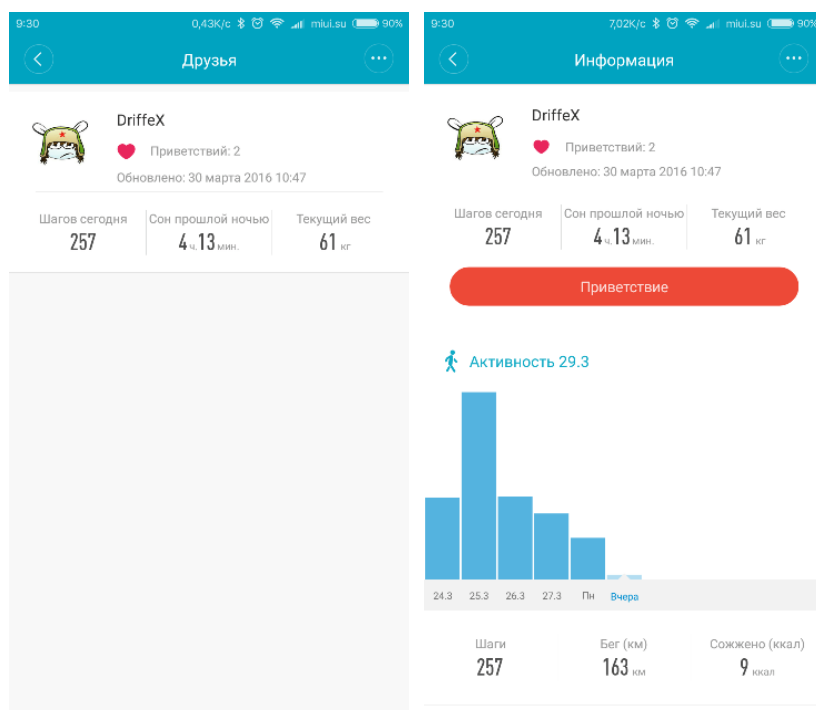 9:30 0,43K/c miui.su 90%
Друзья
DriffeX
Приветствий: 2
Обновлено: 30 марта 2016 10:47
Шагов сегодня Сон прошлой ночью Текущий вес
257 4 ч. 13 мин. 61 кг
9:30 7,02K/c miui.su 90%
Информация
DriffeX
Приветствий: 2
Обновлено: 30 марта 2016 10:47
Шагов сегодня Сон прошлой ночью Текущий вес
257 4 ч. 13 мин. 61 кг
Приветствие
Активность 29.3
24.3 25.3 26.3 27.3 Пн Вчера
Шаги Бег (км) Сожжено (ккал)
257 163 км 9 ккал